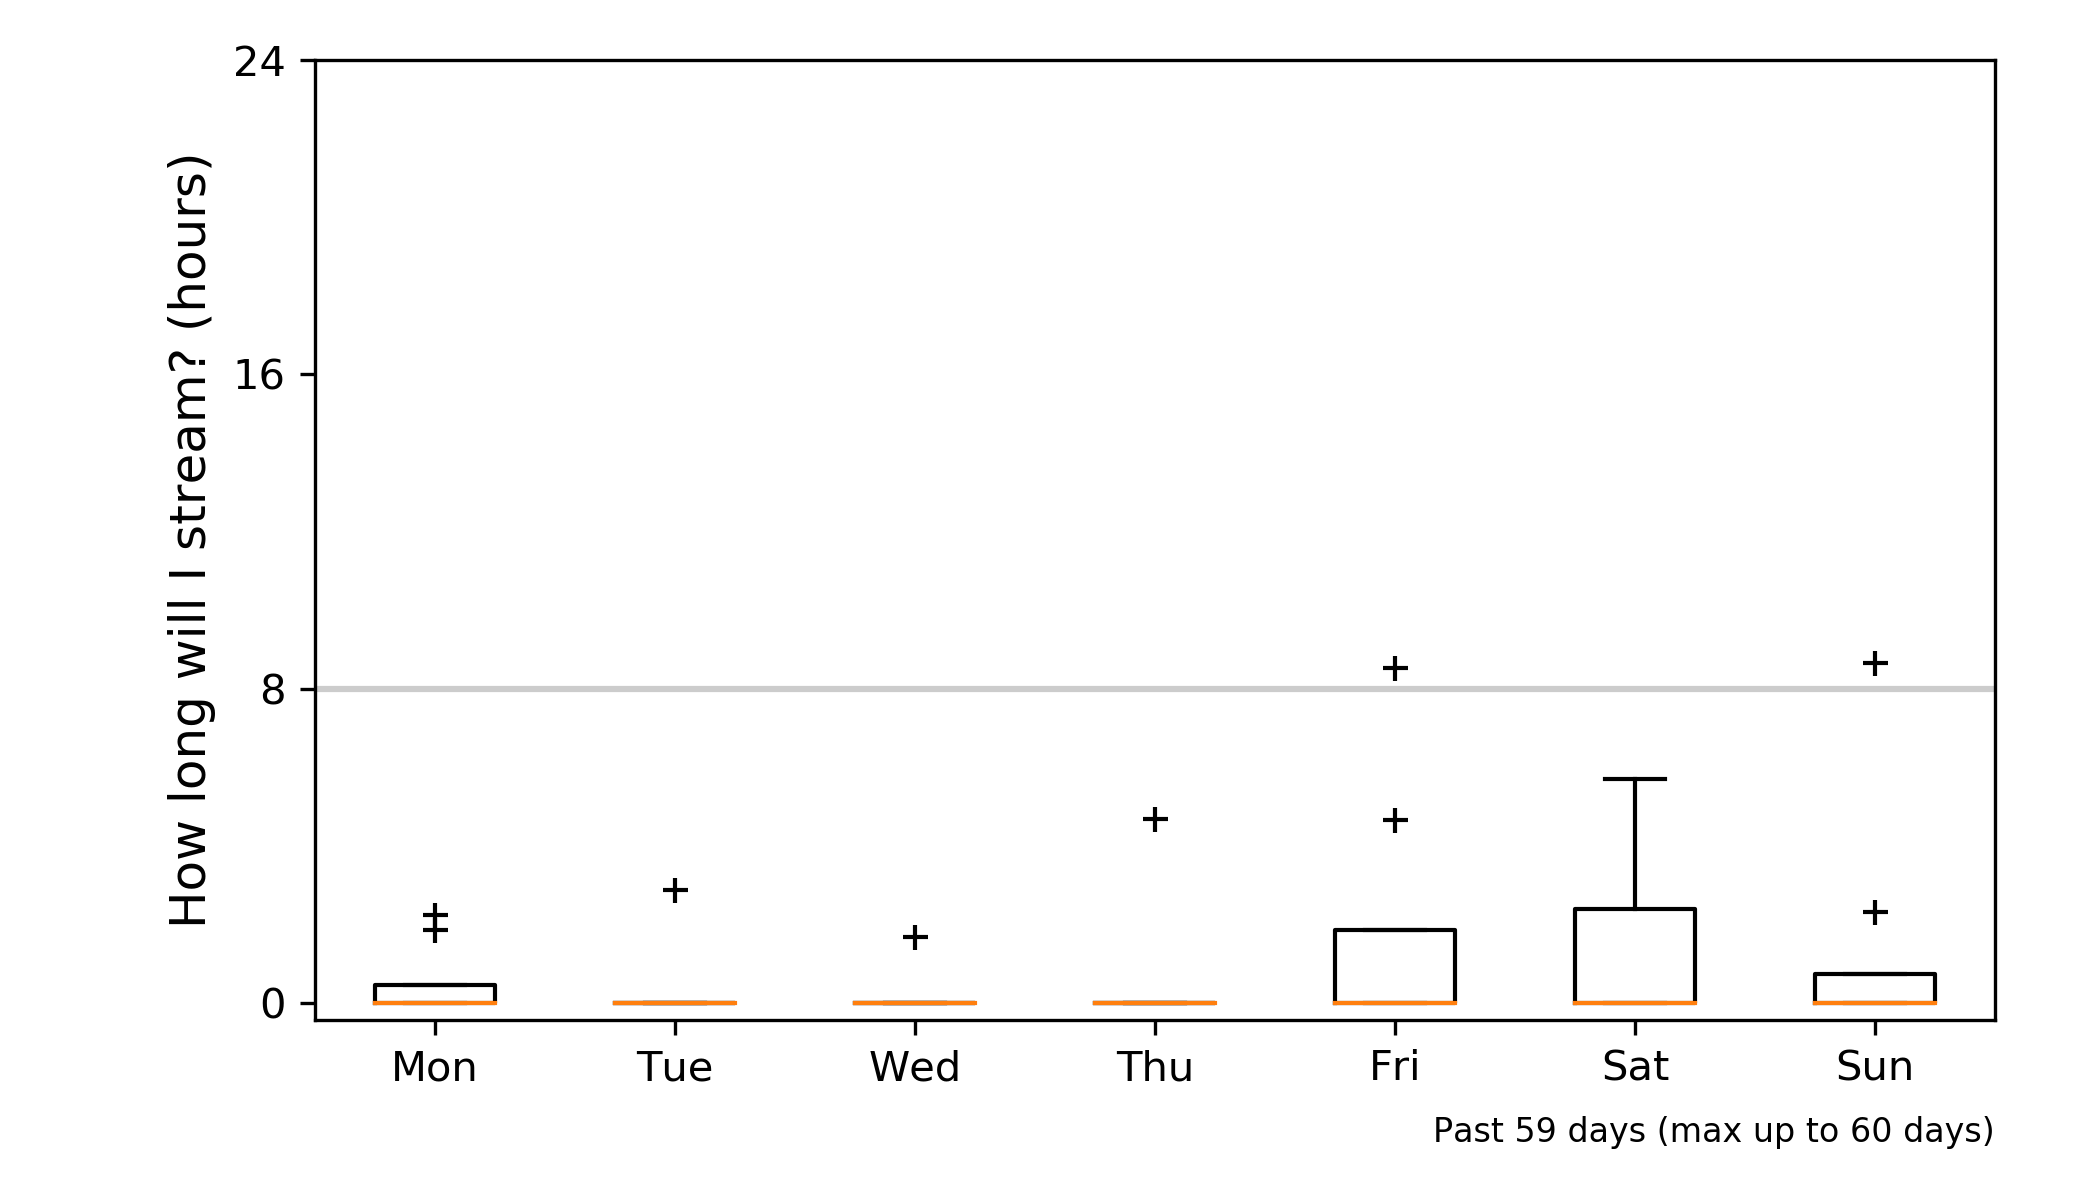 How long will I stream? (hours)
24
16
8
0
Mon Tue Wed Thu Fri Sat Sun
Past 59 days (max up to 60 days)